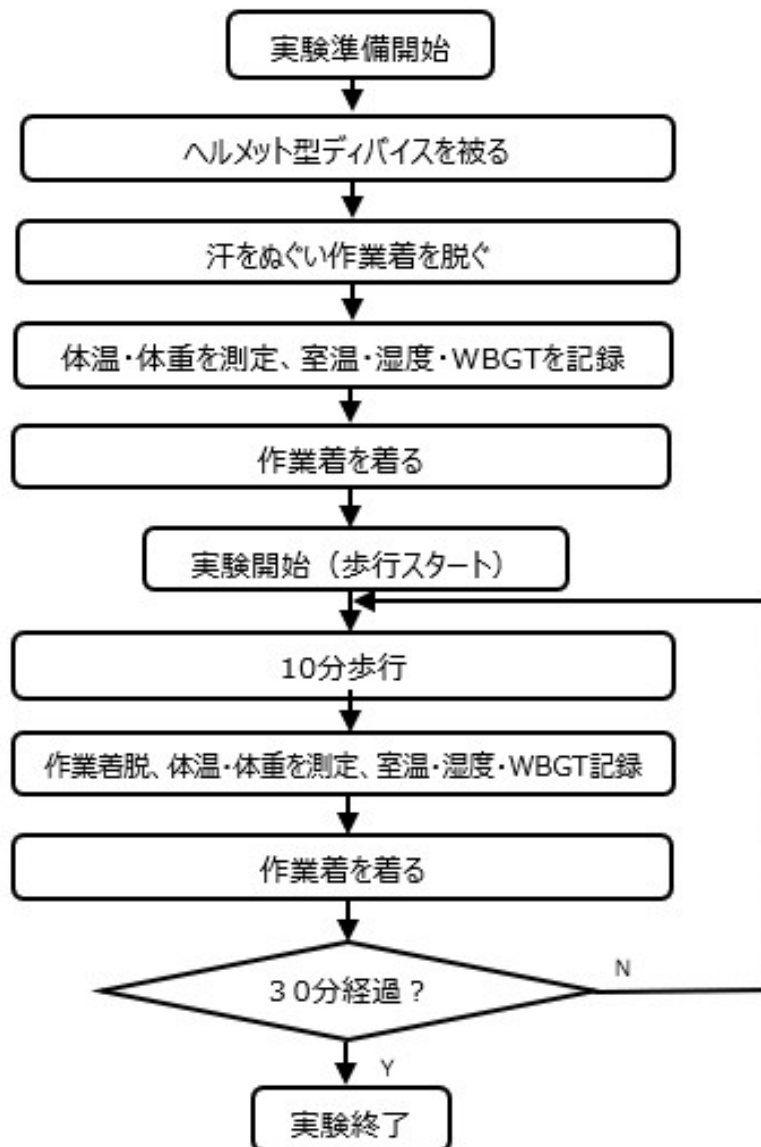 実験準備開始
ヘルメット型ディバイスを被る
汗をぬぐい作業着を脱ぐ
体温・体重を測定、室温・湿度・WBGTを記録
作業着を着る
実験開始（歩行スタート）
10分歩行
作業着脱、体温・体重を測定、室温・湿度・WBGT記録
作業着を着る
３０分経過？
N
Y
実験終了